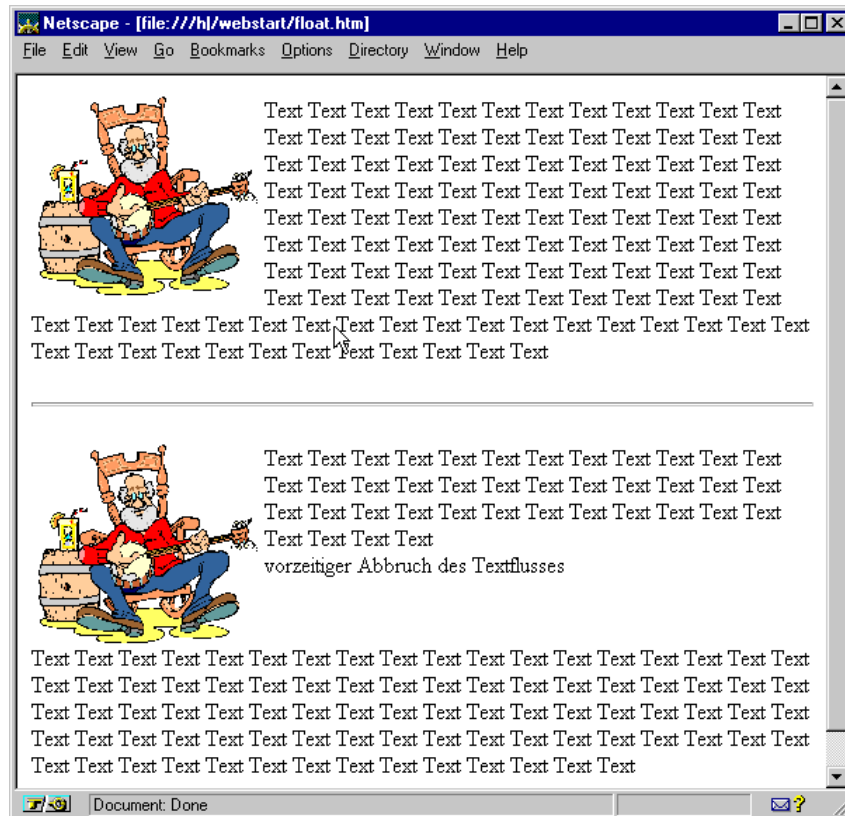 Netscape - [file:///h|/webstart/float.htm]
File Edit View Go Bookmarks Options Directory Window Help
Text Text Text Text Text Text Text Text Text Text Text Text
Text Text Text Text Text Text Text Text Text Text Text Text
Text Text Text Text Text Text Text Text Text Text Text Text
Text Text Text Text Text Text Text Text Text Text Text Text
Text Text Text Text Text Text Text Text Text Text Text Text
Text Text Text Text Text Text Text Text Text Text Text Text
Text Text Text Text Text Text Text Text Text Text Text Text
Text Text Text Text Text Text Text Text Text Text Text Text
Text Text Text Text Text Text Text Text Text Text Text Text Text Text Text Text Text Text
Text Text Text Text Text Text Text Text Text Text Text Text
Text Text Text Text Text Text Text Text Text Text Text Text
Text Text Text Text Text Text Text Text Text Text Text Text
Text Text Text Text Text Text Text Text Text Text Text Text
Text Text Text Text
vorzeitiger Abbruch des Textflusses
Text Text Text Text Text Text Text Text Text Text Text Text Text Text Text Text Text Text
Text Text Text Text Text Text Text Text Text Text Text Text Text Text Text Text Text Text
Text Text Text Text Text Text Text Text Text Text Text Text Text Text Text Text Text Text
Text Text Text Text Text Text Text Text Text Text Text Text Text Text Text Text Text Text
Text Text Text Text Text Text Text Text Text Text Text Text Text Text
Document: Done